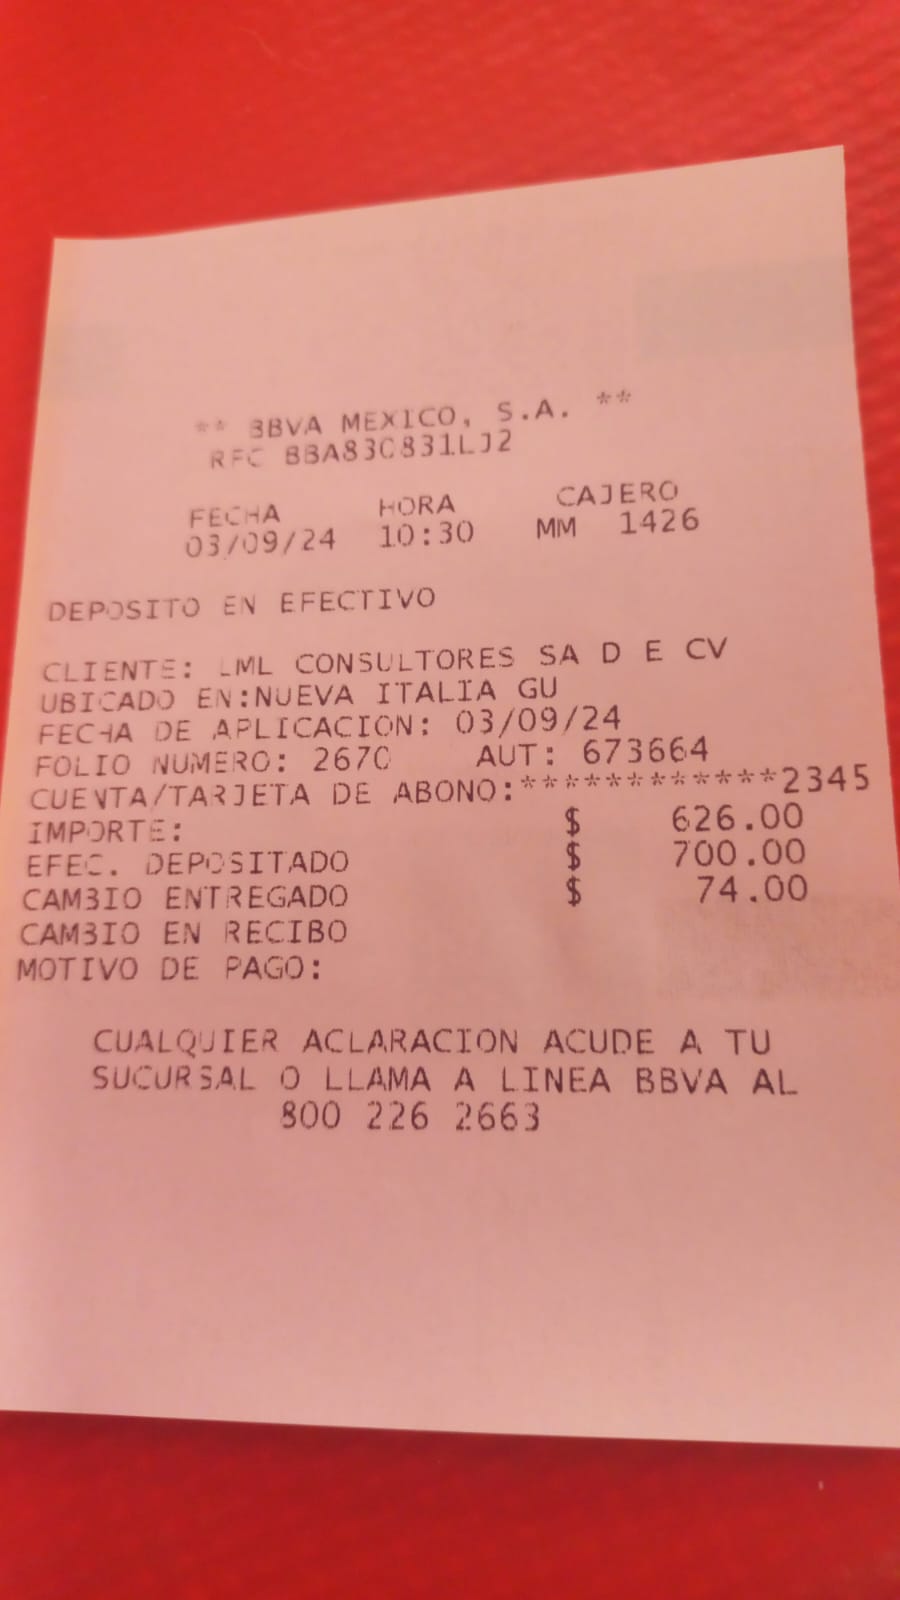 ** BBVA MEXICO, S.A. **
RFC BBA830831LJ2
FECHA HORA CAJERO
03/09/24 10:30 MM 1426
DEPOSITO EN EFECTIVO
CLIENTE: LML CONSULTORES SA D E CV
UBICADO EN:NUEVA ITALIA GU
FECHA DE APLICACION: 03/09/24
FOLIO NUMERO: 2670 AUT: 673664
CUENTA/TARJETA DE ABONO:************2345
IMPORTE: $ 626.00
EFEC. DEPOSITADO $ 700.00
CAMBIO ENTREGADO $ 74.00
CAMBIO EN RECIBO
MOTIVO DE PAGO:
CUALQUIER ACLARACION ACUDE A TU
SUCURSAL O LLAMA A LINEA BBVA AL
800 226 2663